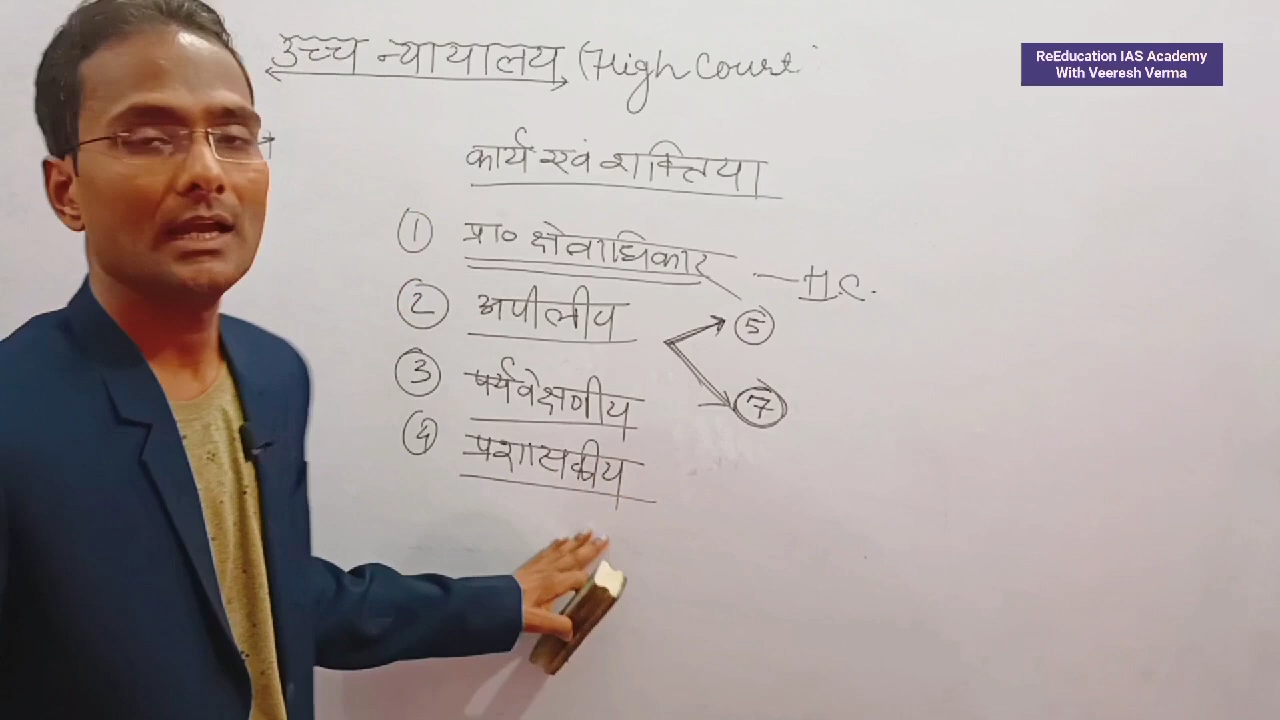 उच्च न्यायालय (High Court
ReEducation IAS Academy
With Veeresh Verma
कार्य एवं शक्तिया
① प्रा० क्षेत्राधिकार — H.C.
② अपीलीय
⑤
③ पर्यवेक्षणीय
⑦
④ प्रशासकीय